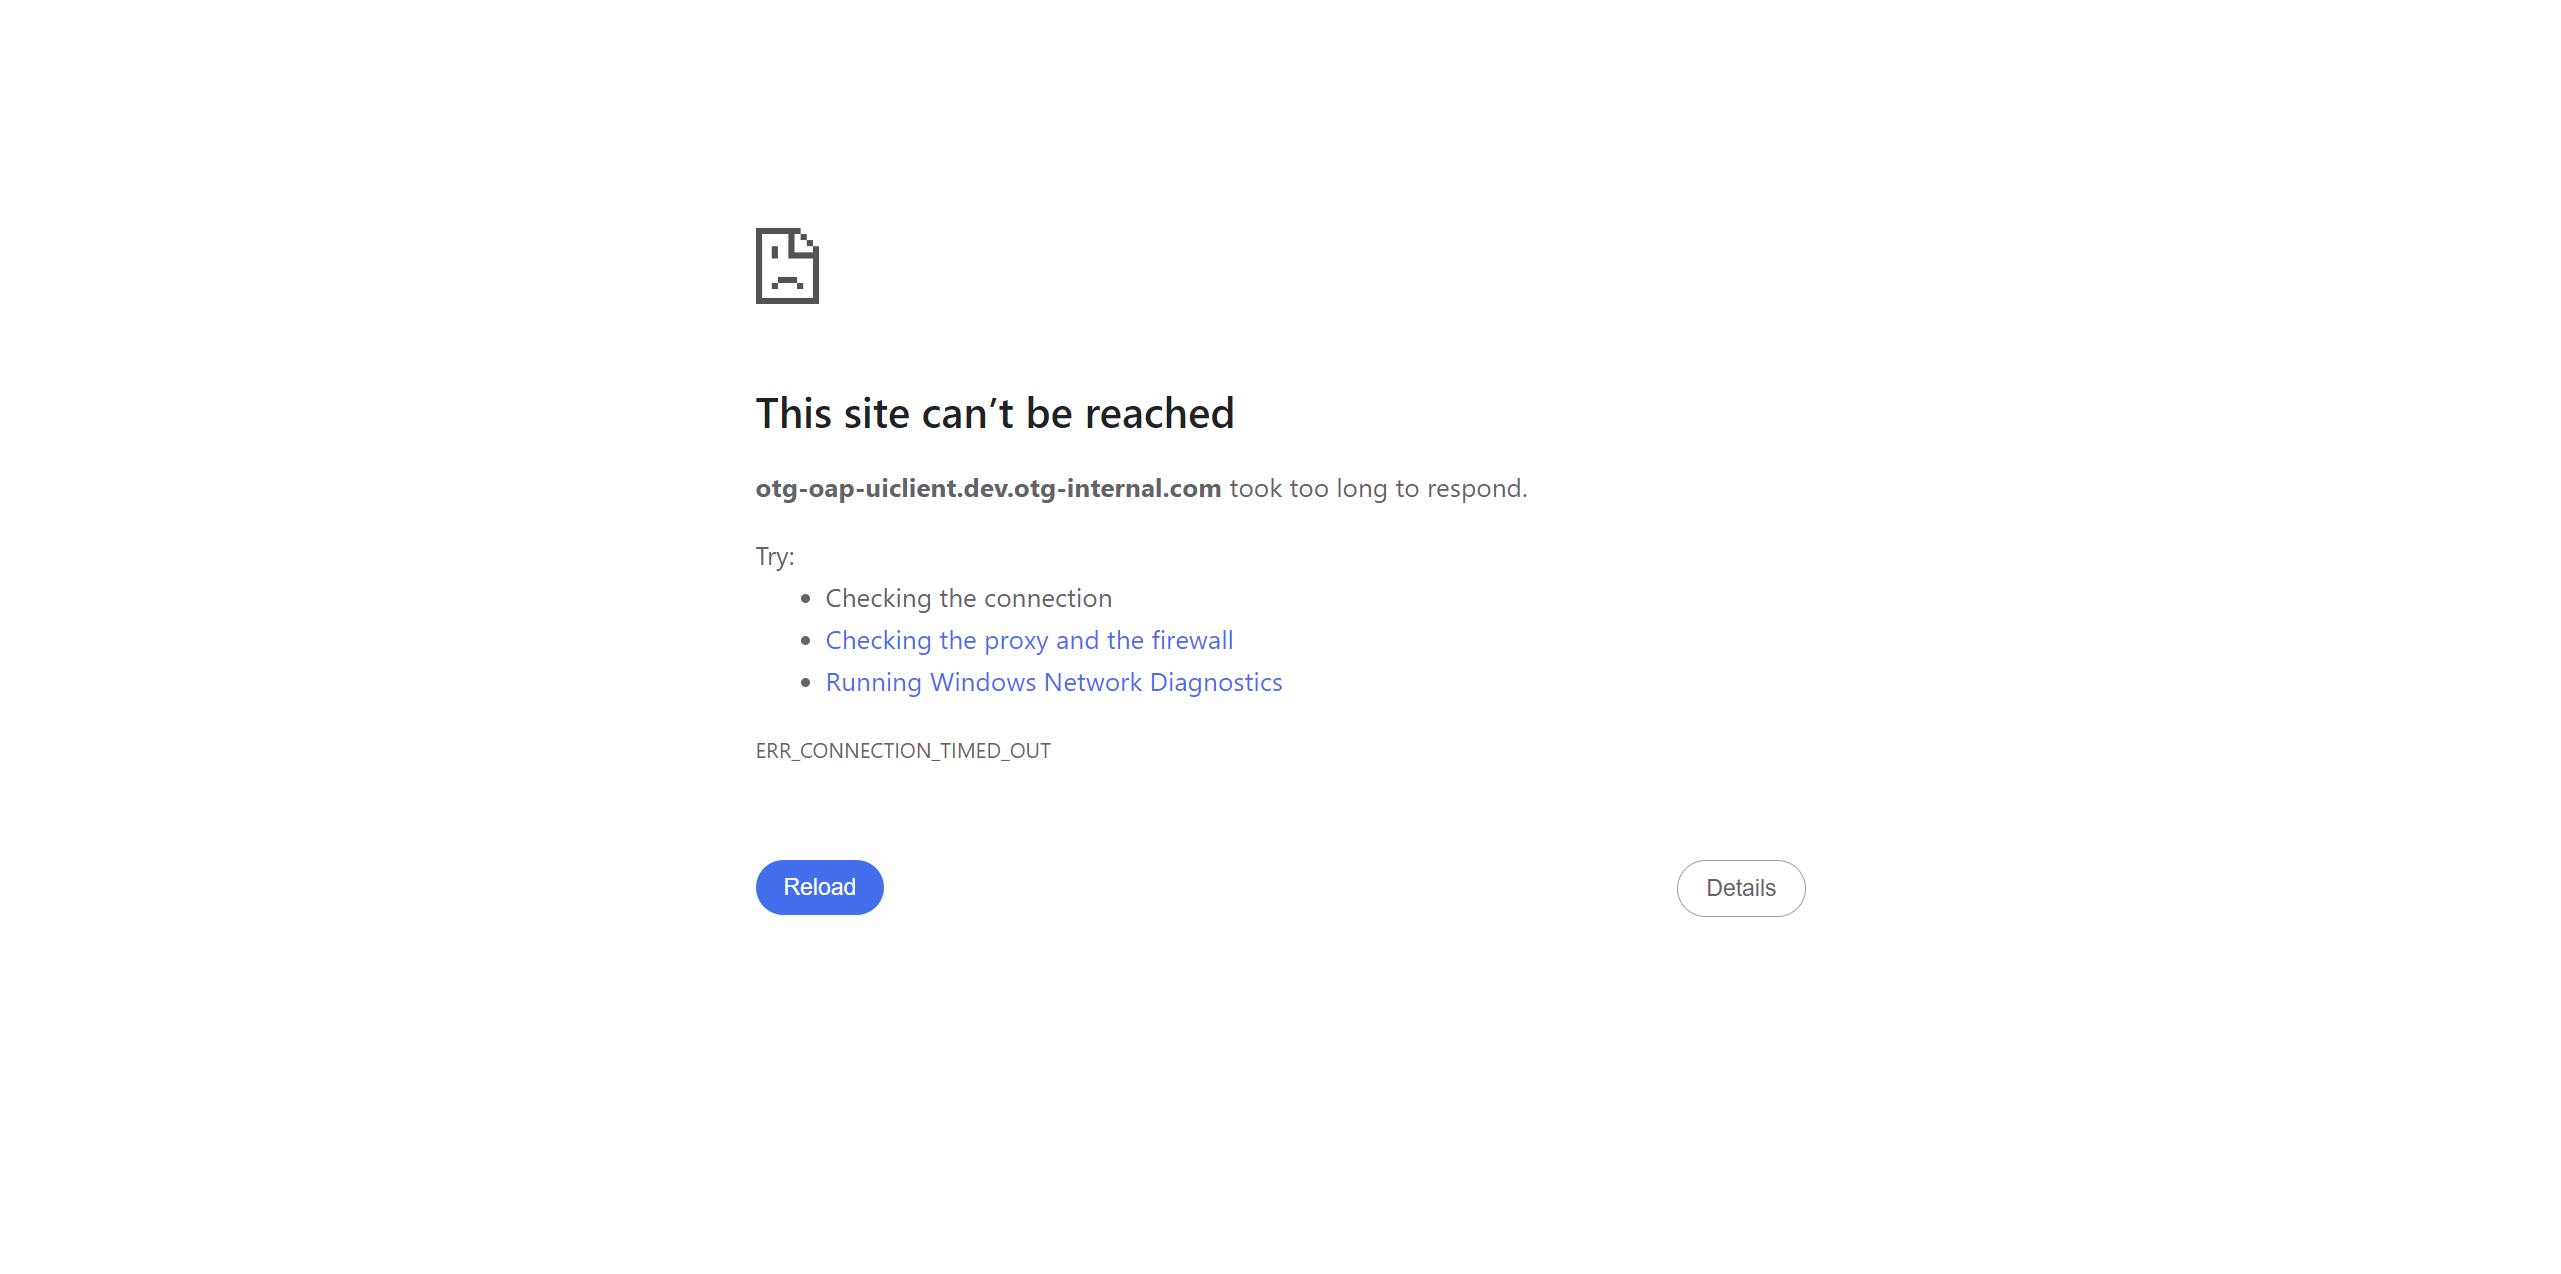 This site can’t be reached
otg-oap-uiclient.dev.otg-internal.com took too long to respond.
Try:
Checking the connection
Checking the proxy and the firewall
Running Windows Network Diagnostics
ERR_CONNECTION_TIMED_OUT
Reload
Details